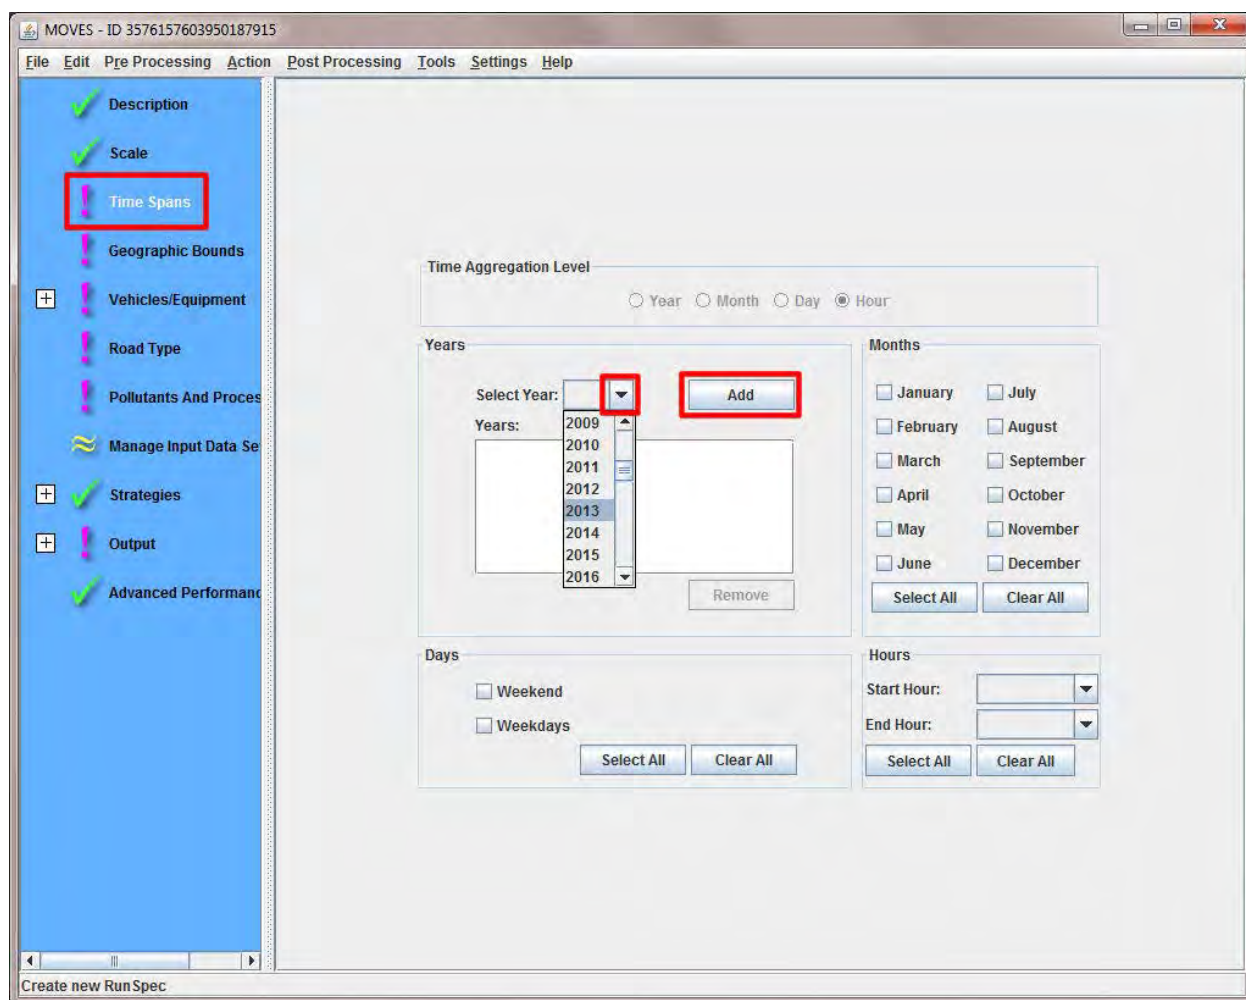 MOVES - ID 3576157603950187915
File Edit Pre Processing Action Post Processing Tools Settings Help
Description
Scale
Time Spans
Geographic Bounds
Vehicles/Equipment
Road Type
Pollutants And Proces
Manage Input Data Se
Strategies
Output
Advanced Performanc
Time Aggregation Level
Year Month Day Hour
Years
Select Year: Add
Years:
2009
2010
2011
2012
2013
2014
2015
2016
Remove
Months
January July
February August
March September
April October
May November
June December
Select All Clear All
Days
Weekend
Weekdays
Select All Clear All
Hours
Start Hour:
End Hour:
Select All Clear All
Create new RunSpec